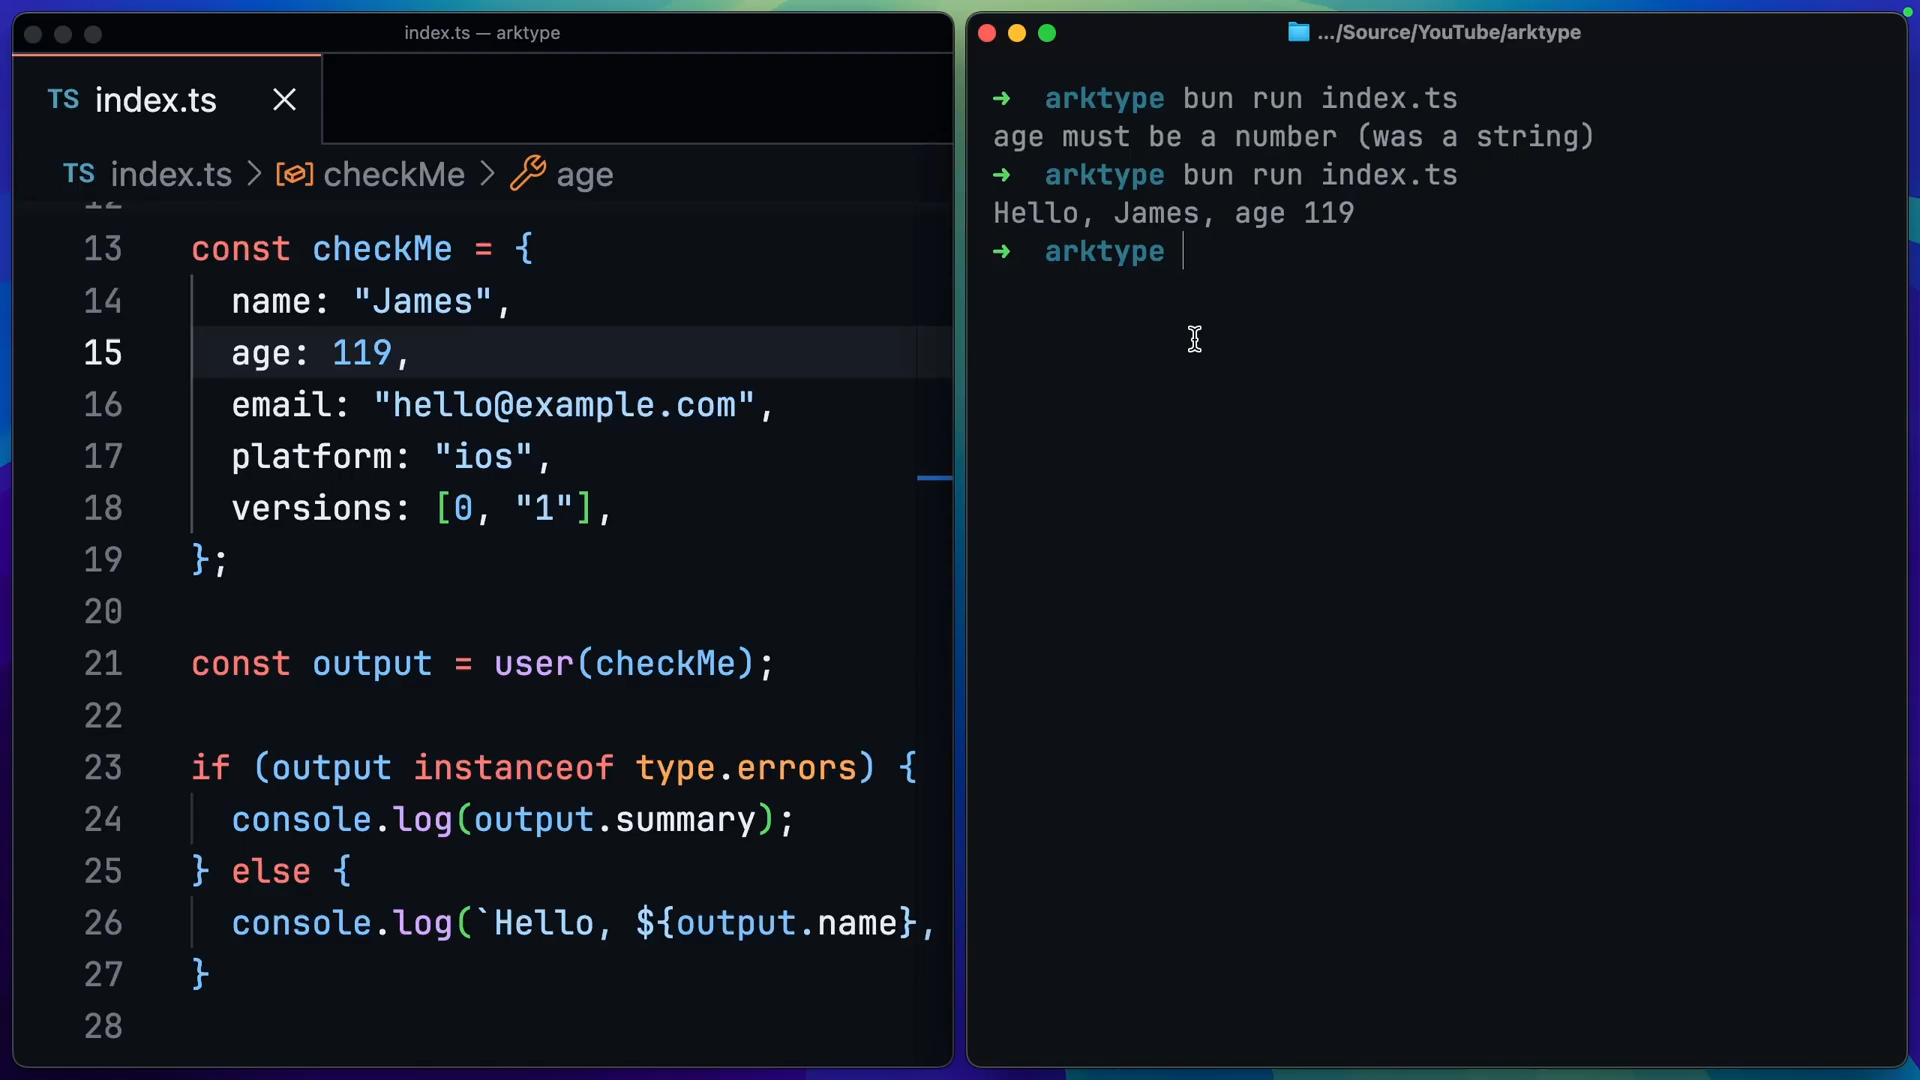 index.ts — arktype
TS index.ts
TS index.ts > checkMe > age
12
13 const checkMe = {
14 name: "James",
15 age: 119,
16 email: "hello@example.com",
17 platform: "ios",
18 versions: [0, "1"],
19 };
20
21 const output = user(checkMe);
22
23 if (output instanceof type.errors) {
24 console.log(output.summary);
25 } else {
26 console.log(`Hello, ${output.name},
27 }
28
.../Source/YouTube/arktype
➜ arktype bun run index.ts
age must be a number (was a string)
➜ arktype bun run index.ts
Hello, James, age 119
➜ arktype